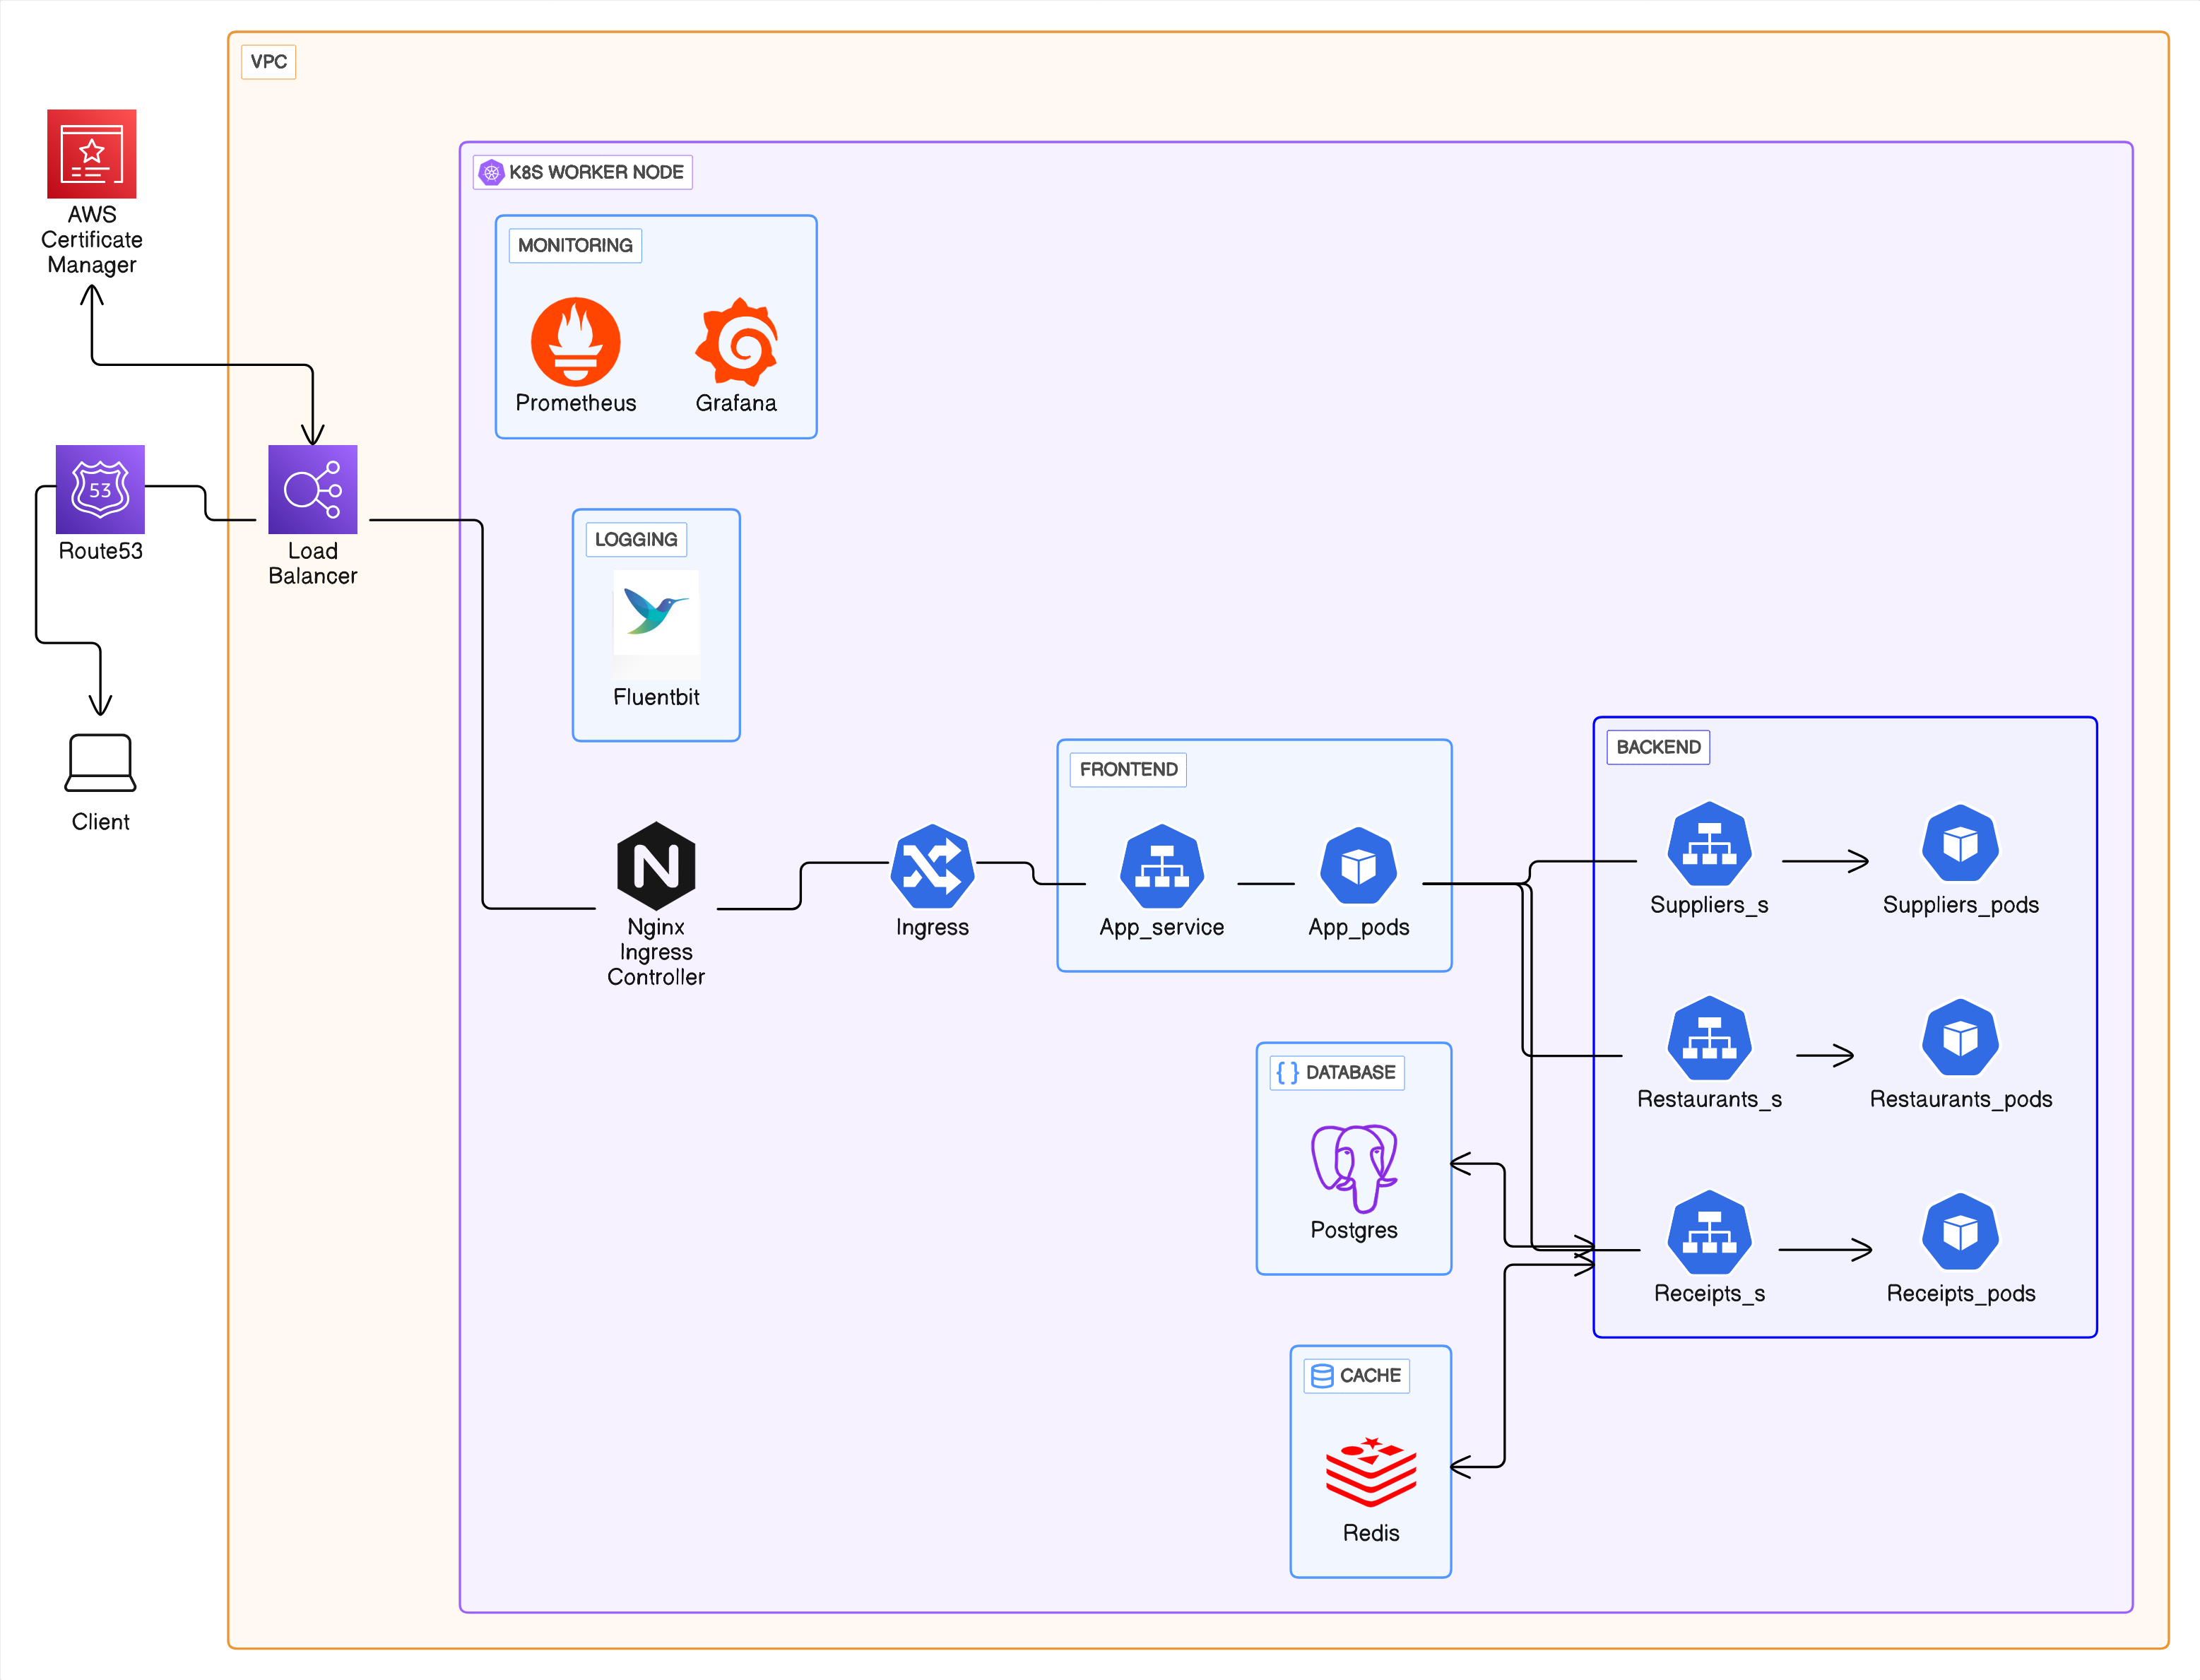 VPC
AWS
Certificate
Manager
K8S WORKER NODE
MONITORING
Prometheus
Grafana
53
Route53
Load
Balancer
LOGGING
Fluentbit
Client
Nginx
Ingress
Controller
Ingress
FRONTEND
App_service
App_pods
BACKEND
Suppliers_s
Suppliers_pods
Restaurants_s
Restaurants_pods
Receipts_s
Receipts_pods
{ } DATABASE
Postgres
CACHE
Redis